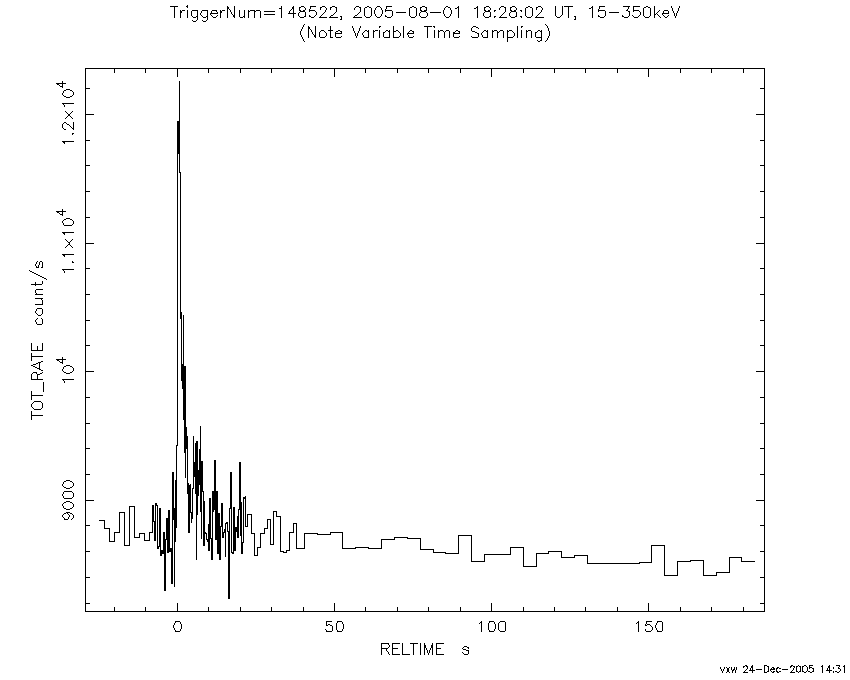 TriggerNum=148522, 2005-08-01 18:28:02 UT, 15-350keV
(Note Variable Time Sampling)
1.2×10⁴
1.1×10⁴
10⁴
9000
TOT_RATE count/s
0 50 100 150
RELTIME s
vxw 24-Dec-2005 14:31